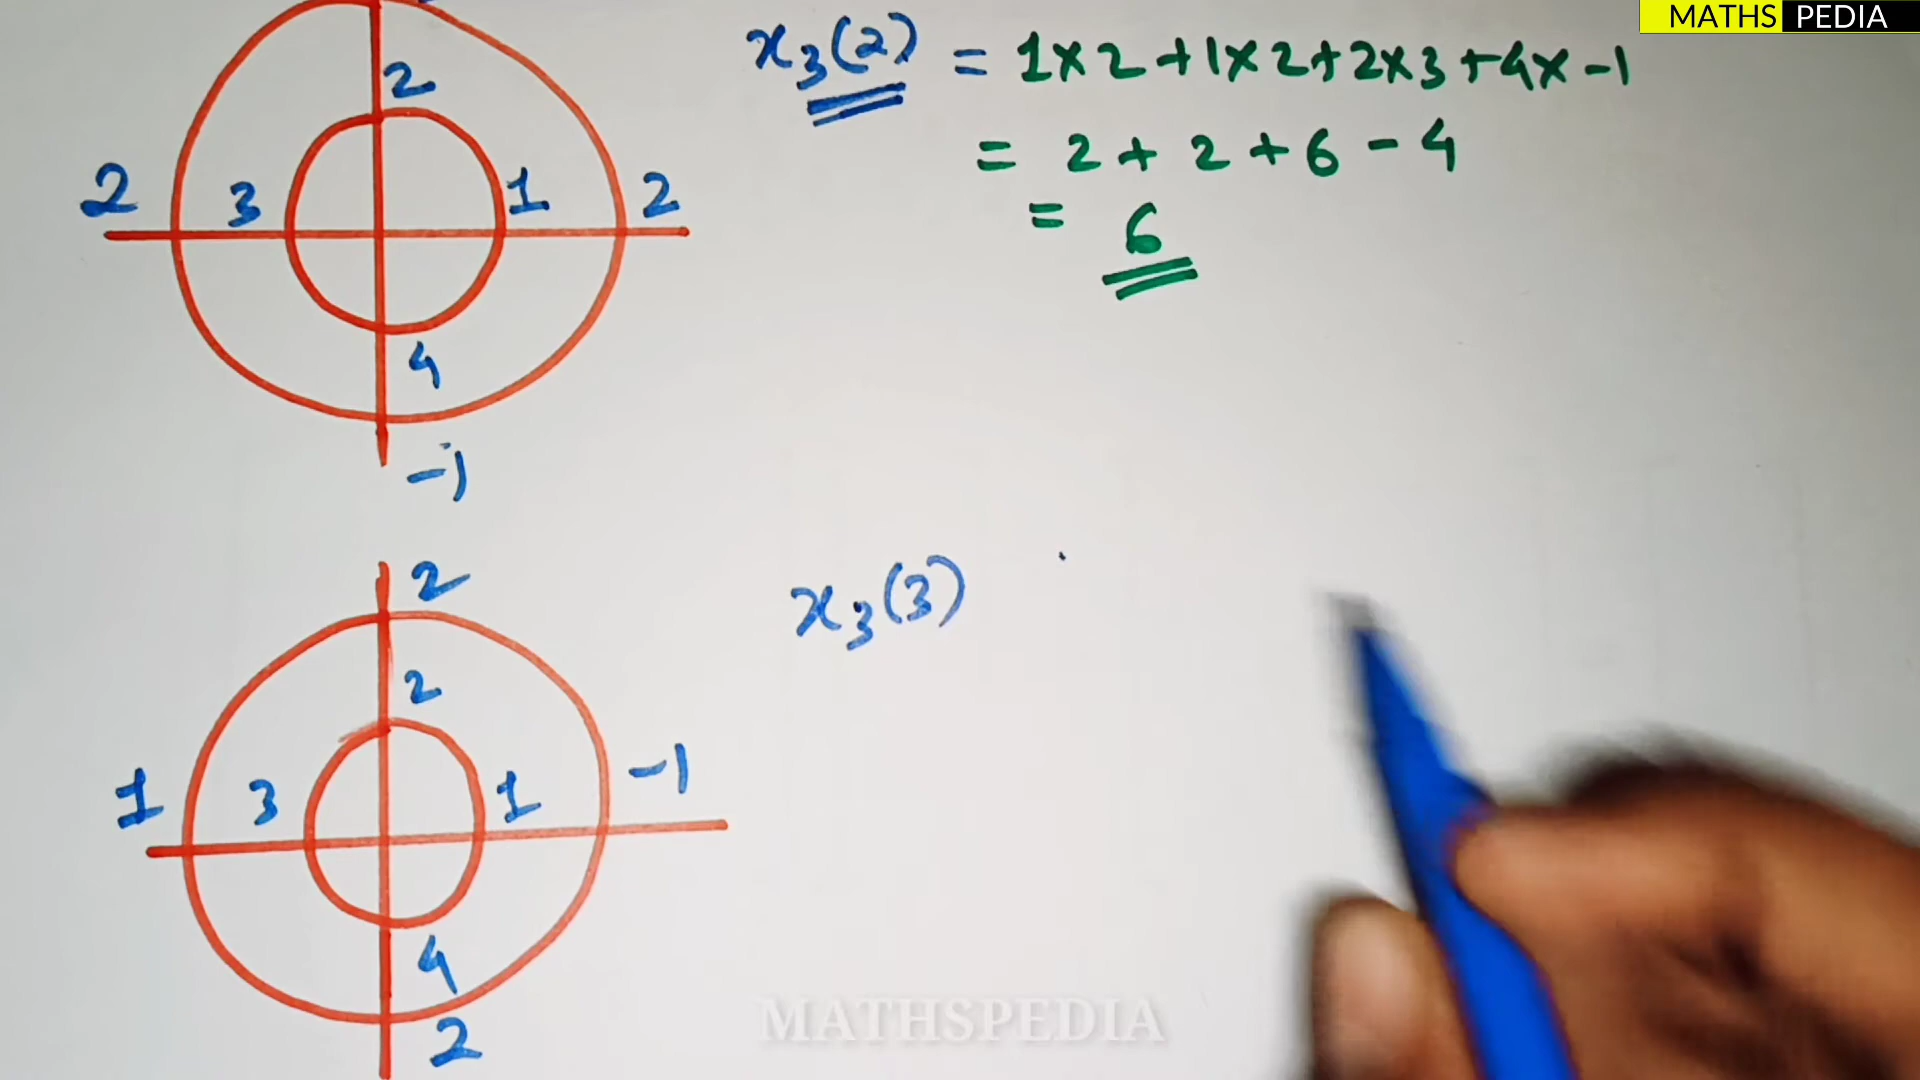 MATHS PEDIA
x₃(2) = 1×2+1×2+2×3+4×-1
= 2+2+6-4
= 6
2
2 3 1 2
4
-1
x₃(3)
2
2
1 3 1 -1
4
2
MATHSPEDIA